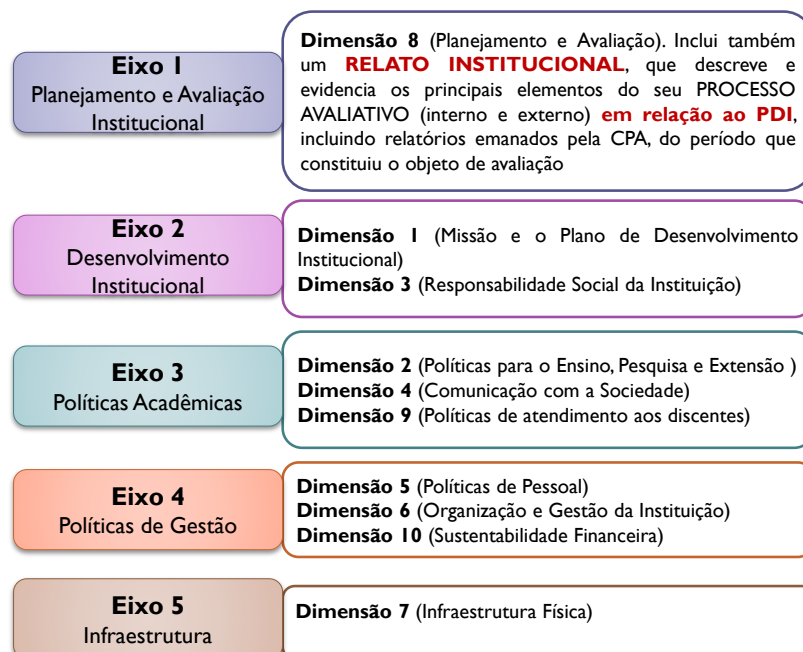 Eixo 1
Planejamento e Avaliação
Institucional
Dimensão 8 (Planejamento e Avaliação). Inclui também
um RELATO INSTITUCIONAL, que descreve e
evidencia os principais elementos do seu PROCESSO
AVALIATIVO (interno e externo) em relação ao PDI,
incluindo relatórios emanados pela CPA, do período que
constituiu o objeto de avaliação
Eixo 2
Desenvolvimento
Institucional
Dimensão 1 (Missão e o Plano de Desenvolvimento
Institucional)
Dimensão 3 (Responsabilidade Social da Instituição)
Eixo 3
Políticas Acadêmicas
Dimensão 2 (Políticas para o Ensino, Pesquisa e Extensão )
Dimensão 4 (Comunicação com a Sociedade)
Dimensão 9 (Políticas de atendimento aos discentes)
Eixo 4
Políticas de Gestão
Dimensão 5 (Políticas de Pessoal)
Dimensão 6 (Organização e Gestão da Instituição)
Dimensão 10 (Sustentabilidade Financeira)
Eixo 5
Infraestrutura
Dimensão 7 (Infraestrutura Física)